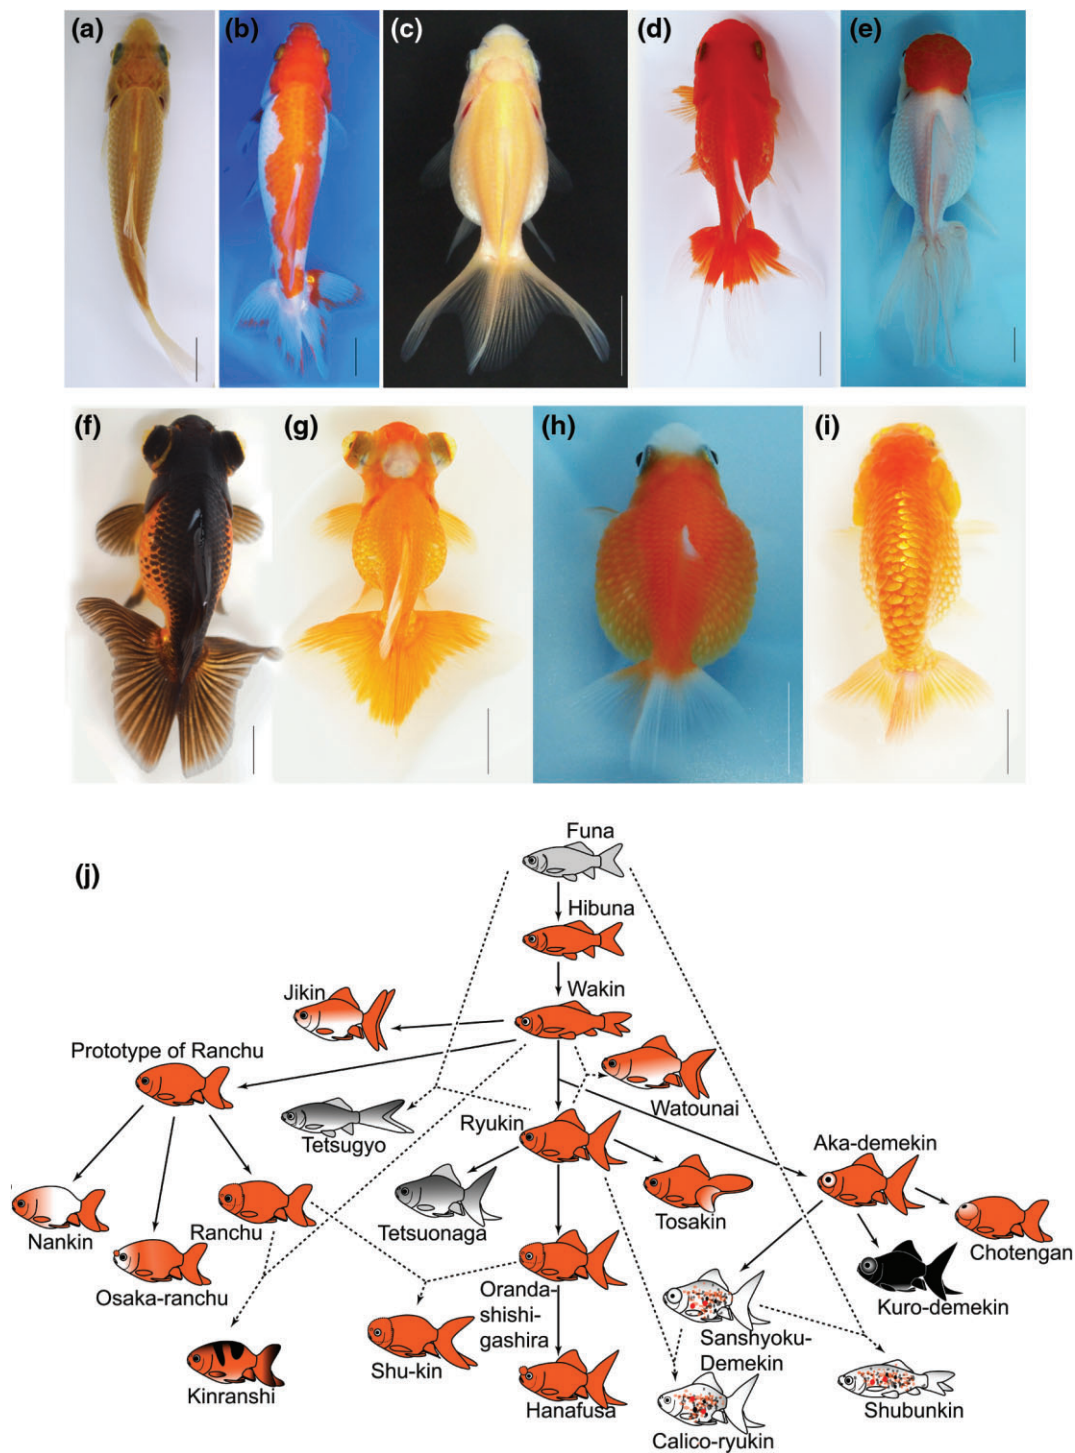 (a)
(b)
(c)
(d)
(e)
(f)
(g)
(h)
(i)
(j)
Funa
Hibuna
Jikin
Wakin
Prototype of Ranchu
Watounai
Tetsugyo
Ryukin
Aka-demekin
Nankin
Ranchu
Tetsuonaga
Tosakin
Chotengan
Osaka-ranchu
Oranda-
shishi-
gashira
Kuro-demekin
Shu-kin
Sanshyoku-
Demekin
Kinranshi
Hanafusa
Calico-ryukin
Shubunkin